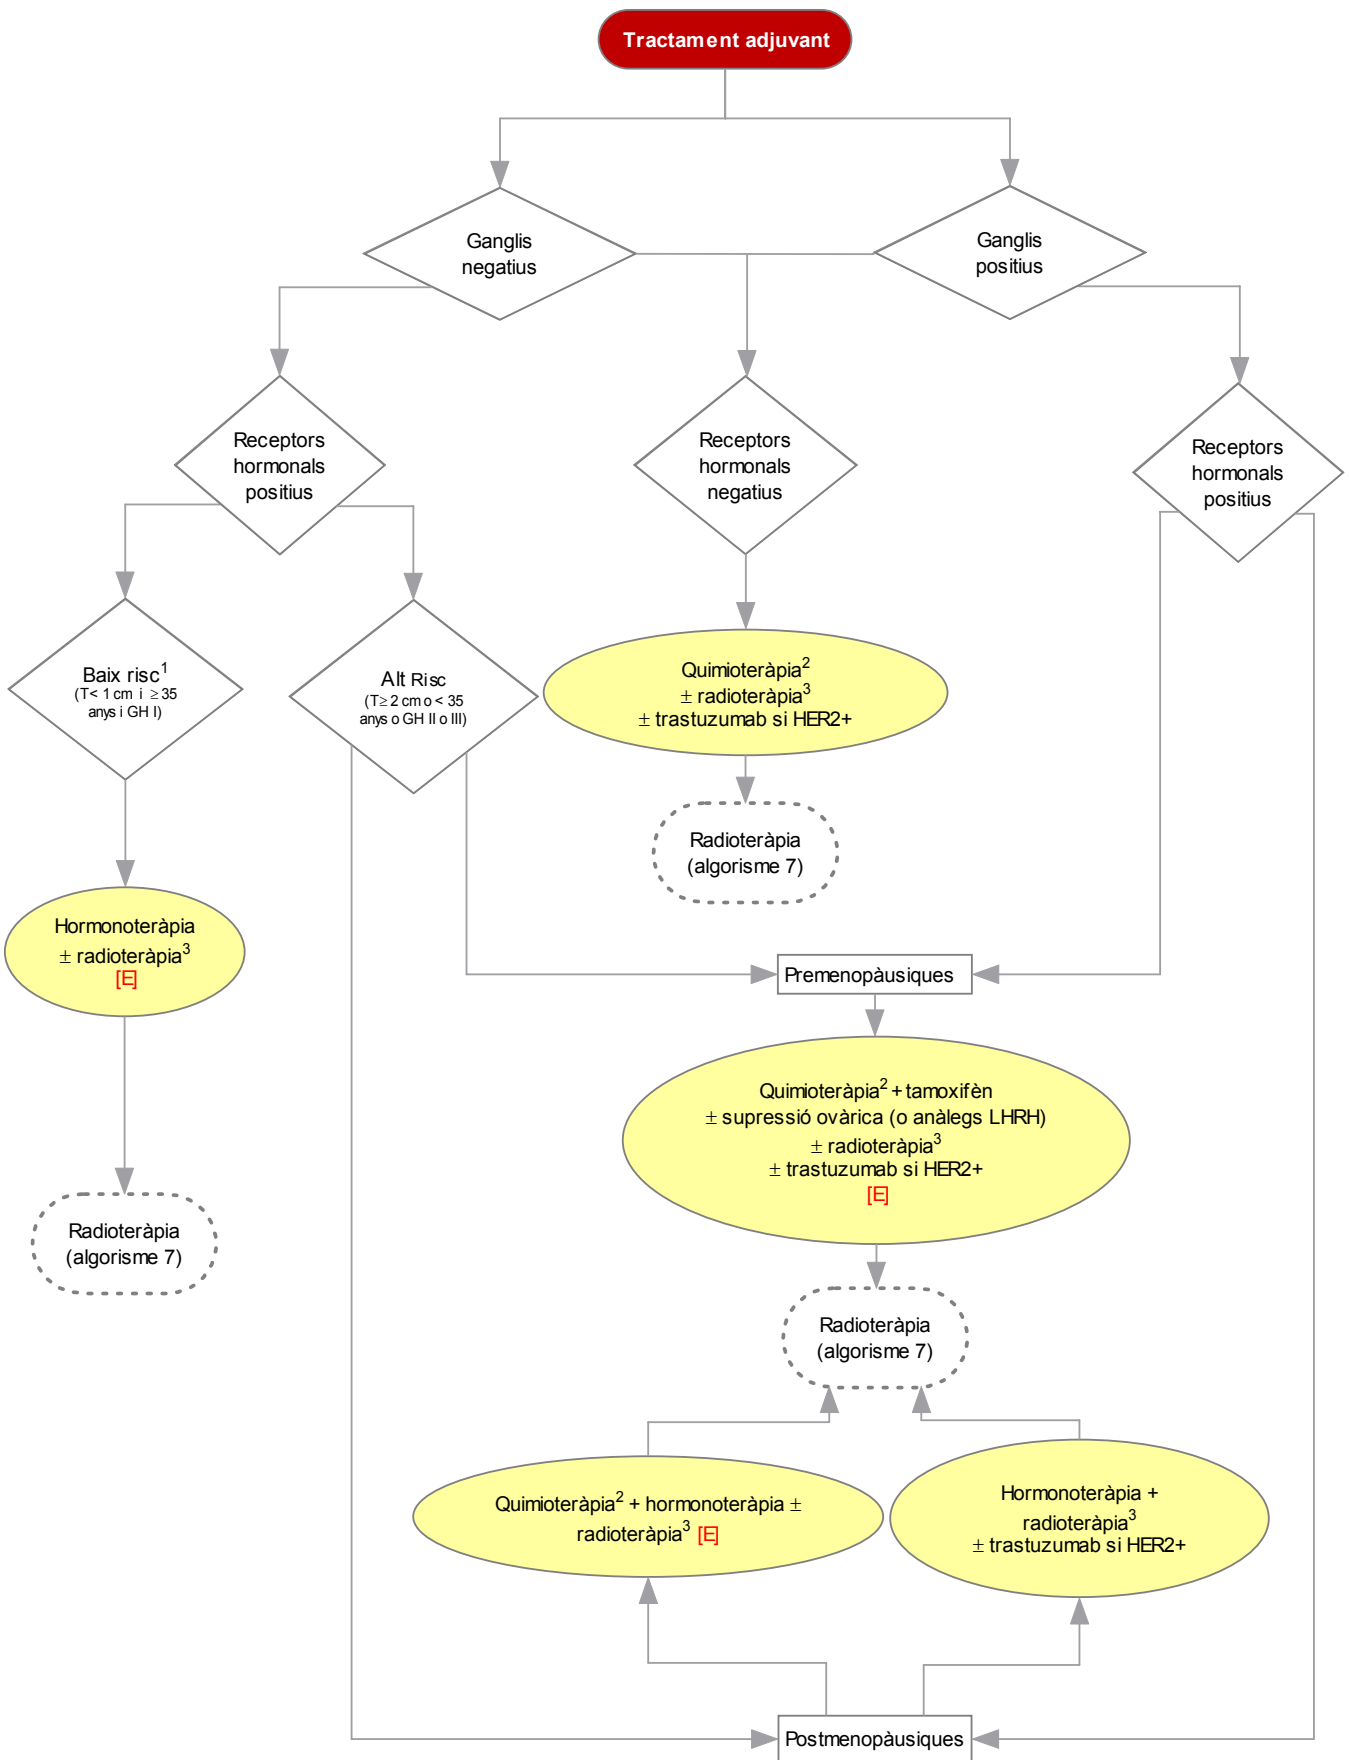 Tractament adjuvant
Ganglis
negatius
Ganglis
positius
Receptors
hormonals
positius
Receptors
hormonals
negatius
Receptors
hormonals
positius
Baix risc¹
(T< 1 cm i ≥ 35
anys i GH I)
Alt Risc
(T≥ 2 cm o < 35
anys o GH II o III)
Quimioteràpia²
± radioteràpia³
± trastuzumab si HER2+
Radioteràpia
(algorisme 7)
Hormonoteràpia
± radioteràpia³
[E]
Premenopàusiques
Quimioteràpia² + tamoxifèn
± supressió ovàrica (o anàlegs LHRH)
± radioteràpia³
± trastuzumab si HER2+
[E]
Radioteràpia
(algorisme 7)
Radioteràpia
(algorisme 7)
Quimioteràpia² + hormonoteràpia ±
radioteràpia³ [E]
Hormonoteràpia +
radioteràpia³
± trastuzumab si HER2+
Postmenopàusiques